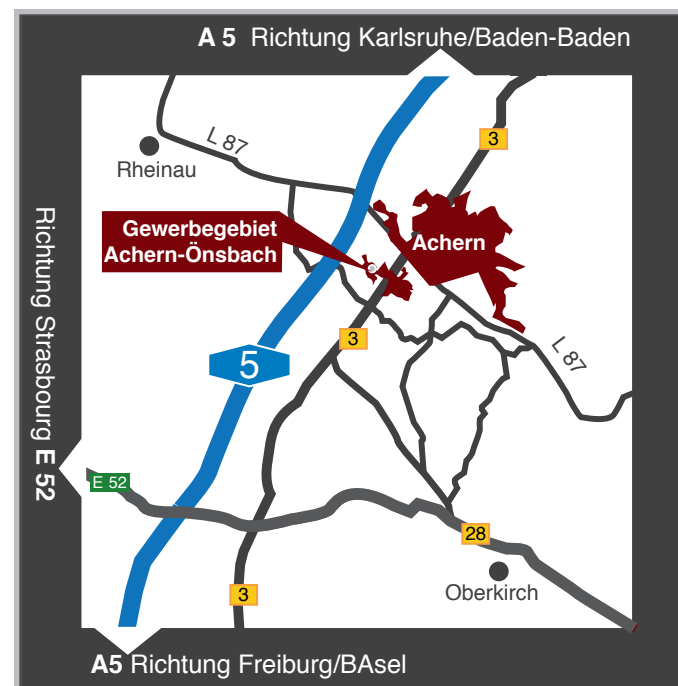 A 5 Richtung Karlsruhe/Baden-Baden
3
L 87
Rheinau
Richtung Strasbourg E 52
Gewerbegebiet
Achern-Önsbach
Achern
3
L 87
5
E 52
28
3
Oberkirch
A5 Richtung Freiburg/BAsel